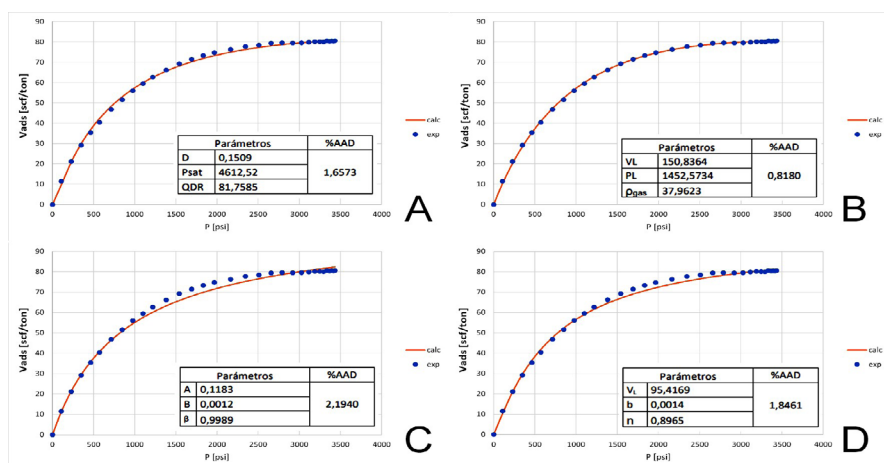 90
80
70
60
50
40
30
20
10
0
Vads [scf/ton]
0 500 1000 1500 2000 2500 3000 3500 4000
P [psi]
calc
exp
Parámetros %AAD
D 0,1509
Psat 4612,52 1,6573
QDR 81,7585
A
90
80
70
60
50
40
30
20
10
0
Vads [scf/ton]
0 500 1000 1500 2000 2500 3000 3500 4000
P [psi]
calc
exp
Parámetros %AAD
VL 150,8364
PL 1452,5734 0,8180
ρgas 37,9623
B
90
80
70
60
50
40
30
20
10
0
Vads [scf/ton]
0 500 1000 1500 2000 2500 3000 3500 4000
P [psi]
calc
exp
Parámetros %AAD
A 0,1183
B 0,0012 2,1940
β 0,9989
C
90
80
70
60
50
40
30
20
10
0
Vads [scf/ton]
0 500 1000 1500 2000 2500 3000 3500 4000
P [psi]
calc
exp
Parámetros %AAD
VL 95,4169
b 0,0014 1,8461
n 0,8965
D